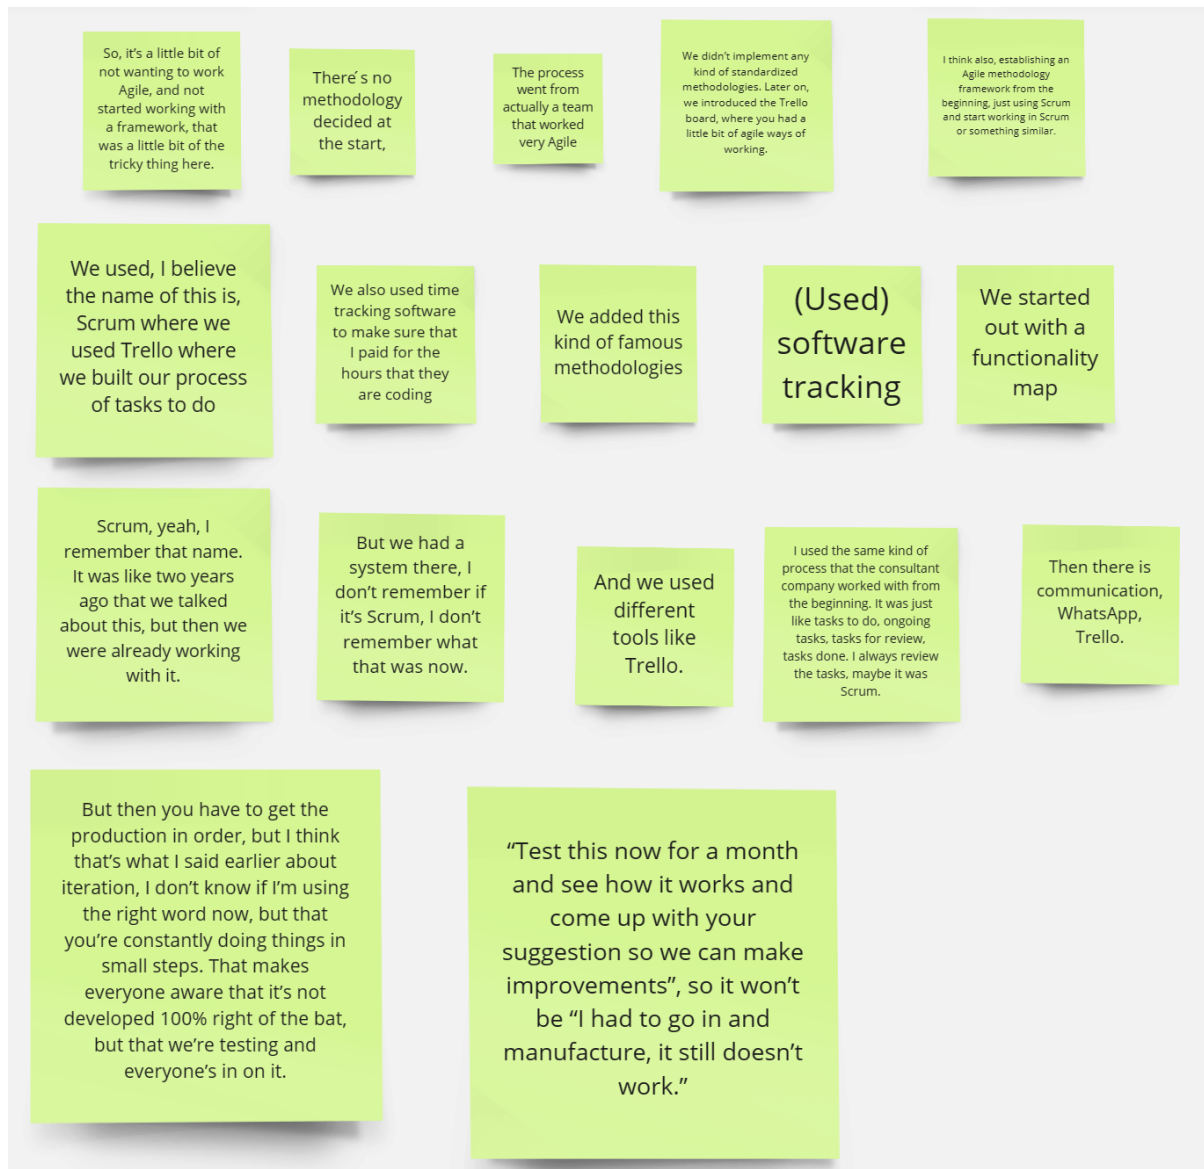 So, it's a little bit of
not wanting to work
Agile, and not
started working with
a framework, that
was a little bit of the
tricky thing here.
There´s no
methodology
decided at
the start,
The process
went from
actually a team
that worked
very Agile
We didn't implement any
kind of standardized
methodologies. Later on,
we introduced the Trello
board, where you had a
little bit of agile ways of
working.
I think also, establishing an
Agile methodology
framework from the
beginning, just using Scrum
and start working in Scrum
or something similar.
We used, I believe
the name of this is,
Scrum where we
used Trello where
we built our process
of tasks to do
We also used time
tracking software
to make sure that
I paid for the
hours that they
are coding
We added this
kind of famous
methodologies
(Used)
software
tracking
We started
out with a
functionality
map
Scrum, yeah, I
remember that name.
It was like two years
ago that we talked
about this, but then we
were already working
with it.
But we had a
system there, I
don't remember if
it's Scrum, I don't
remember what
that was now.
And we used
different
tools like
Trello.
I used the same kind of
process that the consultant
company worked with from
the beginning. It was just
like tasks to do, ongoing
tasks, tasks for review,
tasks done. I always review
the tasks, maybe it was
Scrum.
Then there is
communication,
WhatsApp,
Trello.
But then you have to get the
production in order, but I think
that's what I said earlier about
iteration, I don't know if I'm using
the right word now, but that
you're constantly doing things in
small steps. That makes
everyone aware that it's not
developed 100% right of the bat,
but that we're testing and
everyone's in on it.
“Test this now for a month
and see how it works and
come up with your
suggestion so we can make
improvements”, so it won't
be “I had to go in and
manufacture, it still doesn't
work.”